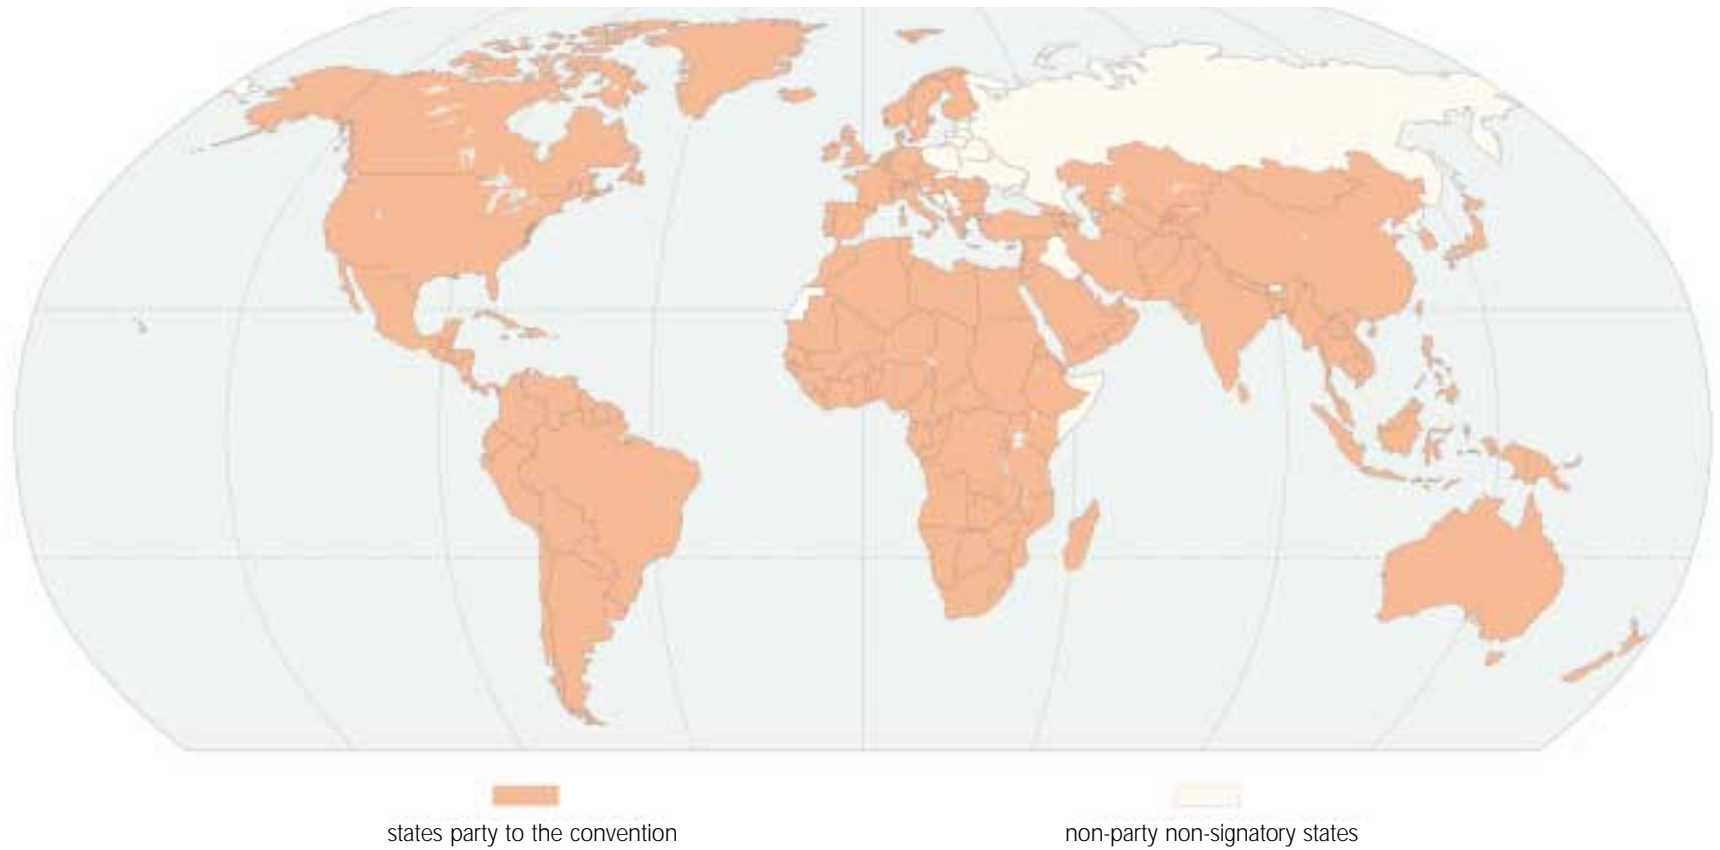 states party to the convention
non-party non-signatory states